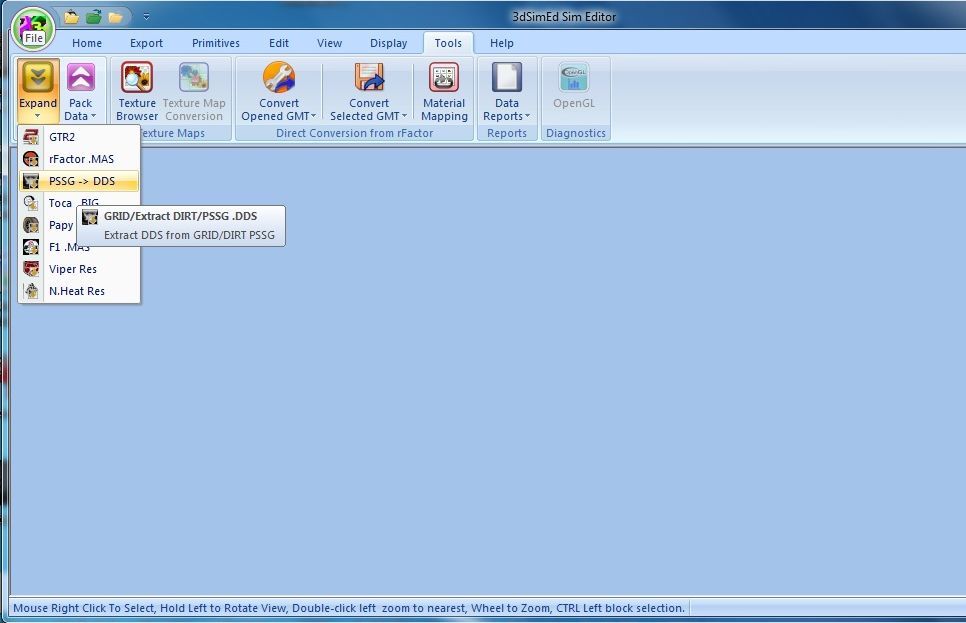 3dSimEd Sim Editor
File
Home Export Primitives Edit View Display Tools Help
Expand Pack Data Texture Browser Texture Map Conversion Convert Opened GMT Convert Selected GMT Material Mapping Data Reports OpenGL
OpenGL
Texture Maps Direct Conversion from rFactor Reports Diagnostics
GTR2
rFactor .MAS
PSSG -> DDS
Toca .BIG
GRID/Extract DIRT/PSSG .DDS
Papy
Extract DDS from GRID/DIRT PSSG
F1 .MAS
Viper Res
N.Heat Res
Mouse Right Click To Select, Hold Left to Rotate View, Double-click left zoom to nearest, Wheel to Zoom, CTRL Left block selection.